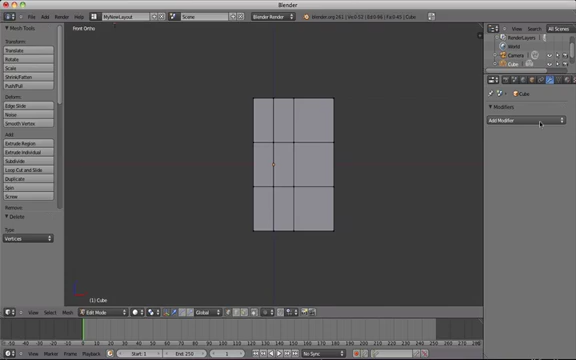 Blender
File Add Render Window Help
MyNewLayout
Scene
Blender Render
Mesh Tools
Front Ortho
View Search All Scenes
RenderLayers
World
Camera
Cube
Transform:
Translate
Rotate
Scale
Shrink/Fatten
Push/Pull
Deform:
Edge Slide
Noise
Smooth Vertex
Add:
Extrude Region
Extrude Individual
Subdivide
Loop Cut and Slide
Duplicate
Spin
Screw
Remove:
Delete
Type
Vertices
Cube
Modifiers
Add Modifier
(1) Cube
View Select Mesh
Edit Mode
Global
View Marker Frame Playback
Start: 1
End: 250
1
No Sync